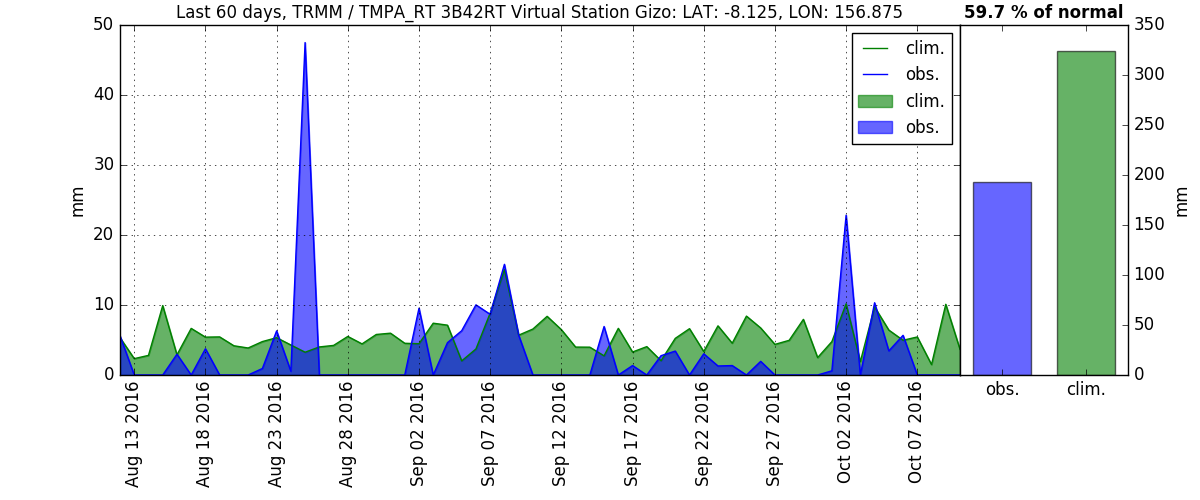 Last 60 days, TRMM / TMPA_RT 3B42RT Virtual Station Gizo: LAT: -8.125, LON: 156.875
59.7 % of normal
50
40
30
20
10
0
mm
clim.
obs.
clim.
obs.
350
300
250
200
150
100
50
0
mm
obs.
clim.
Aug 13 2016
Aug 18 2016
Aug 23 2016
Aug 28 2016
Sep 02 2016
Sep 07 2016
Sep 12 2016
Sep 17 2016
Sep 22 2016
Sep 27 2016
Oct 02 2016
Oct 07 2016